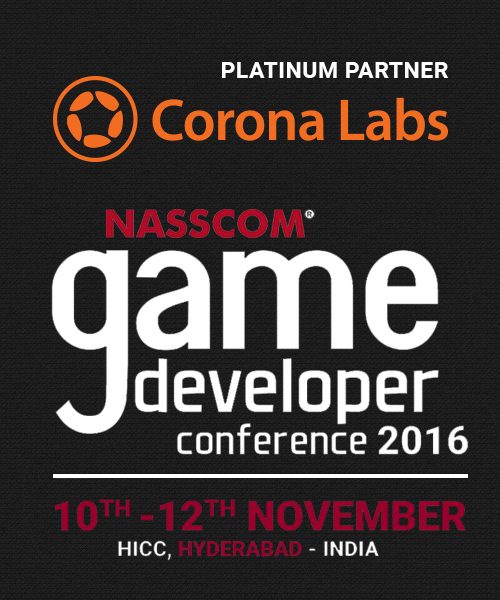 PLATINUM PARTNER
Corona Labs
NASSCOM®
game
developer
conference 2016
10TH -12TH NOVEMBER
HICC, HYDERABAD - INDIA